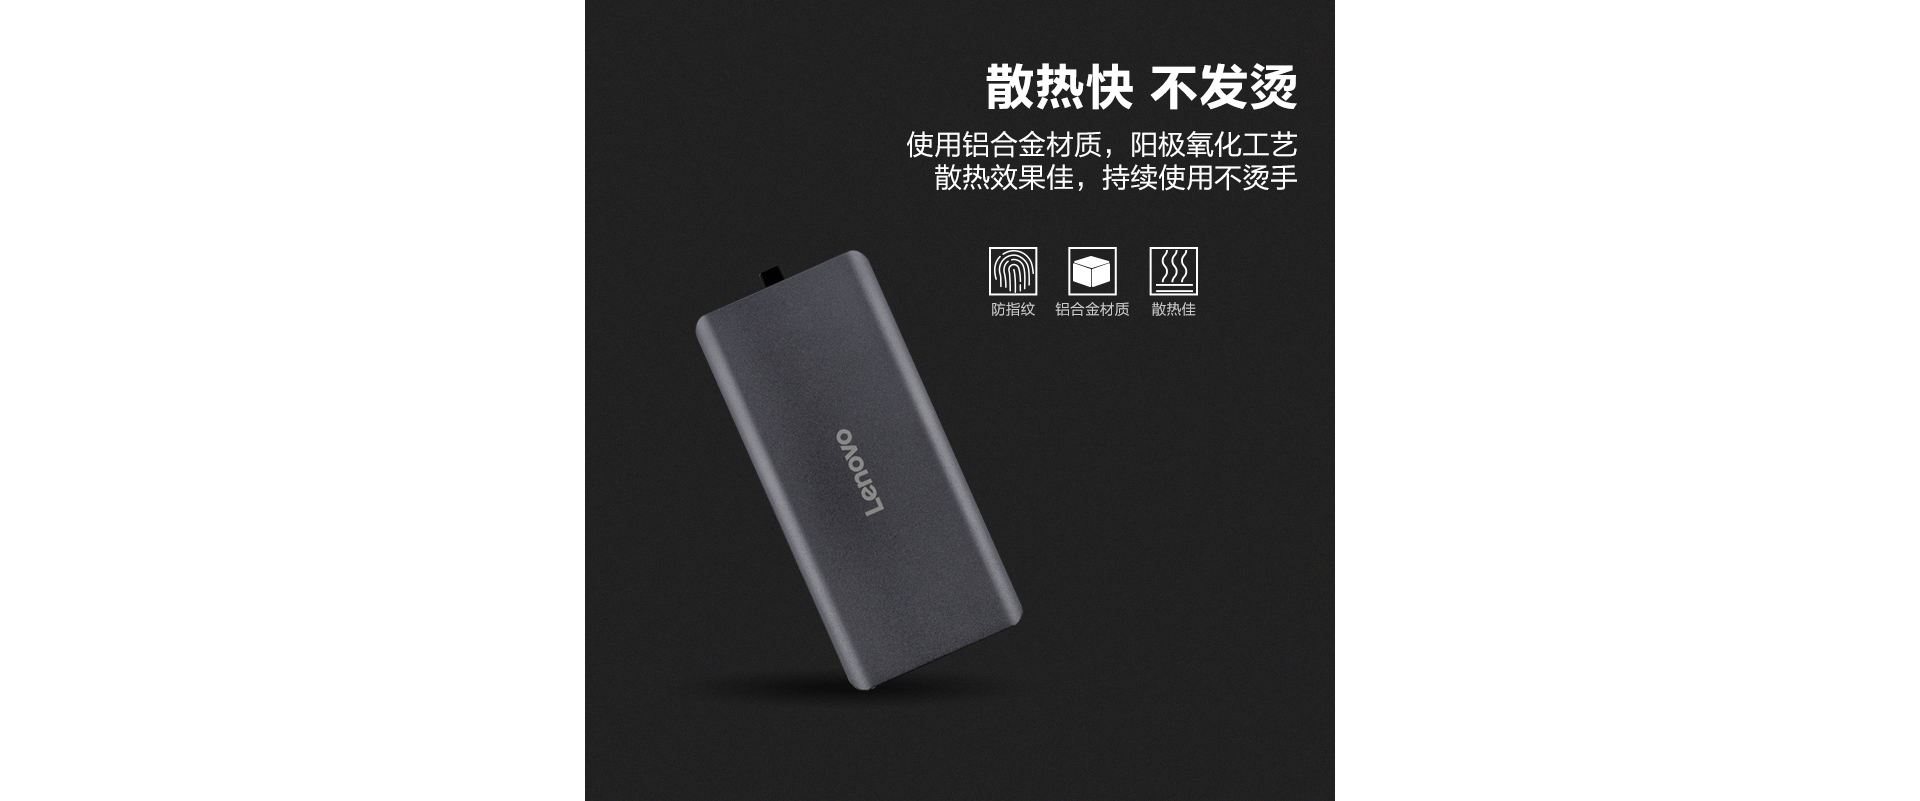 散热快 不发烫
使用铝合金材质，阳极氧化工艺
散热效果佳，持续使用不烫手
防指纹 铝合金材质 散热佳
Lenovo